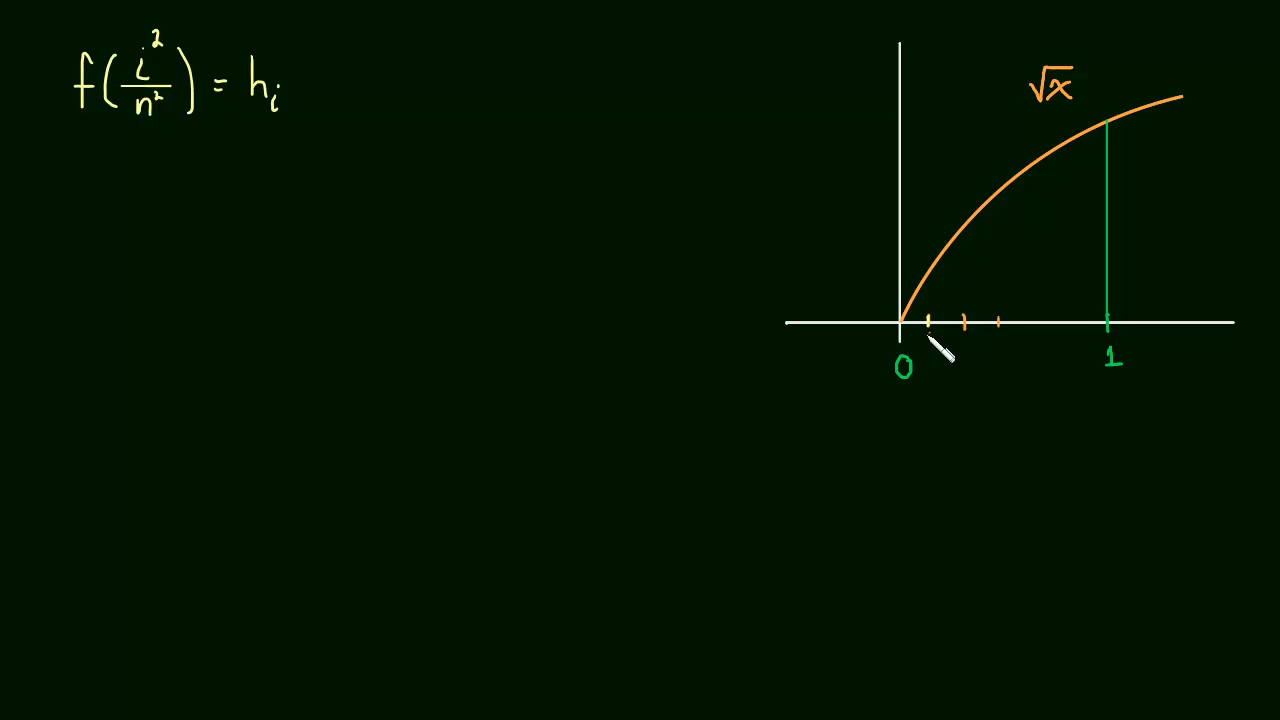 f(i²/n²) = hᵢ
√x
0 1